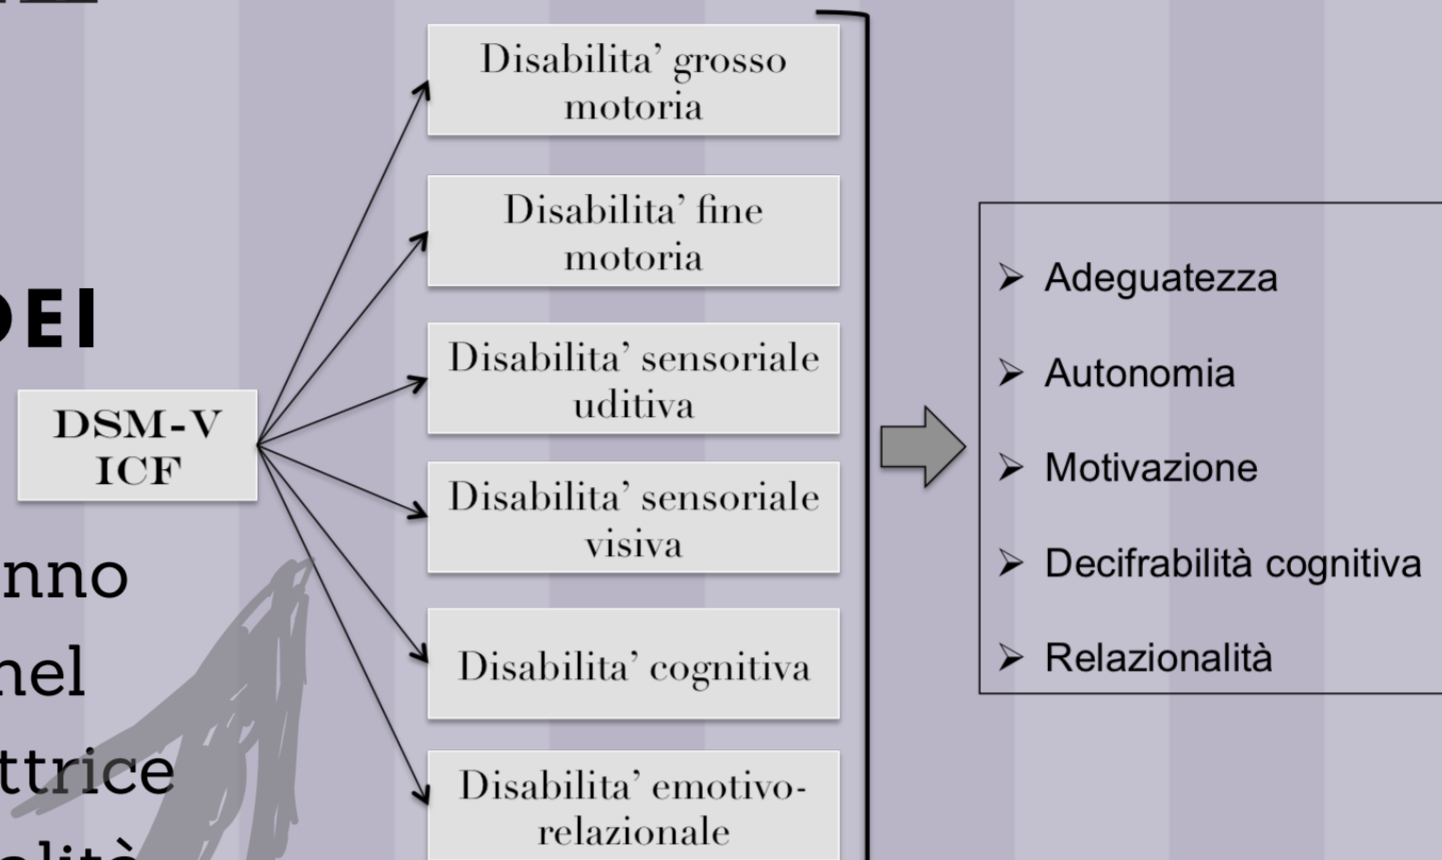 DEI
DSM-V
ICF
nno
nel
ttrice
Disabilita’ grosso
motoria
Disabilita’ fine
motoria
Disabilita’ sensoriale
uditiva
Disabilita’ sensoriale
visiva
Disabilita’ cognitiva
Disabilita’ emotivo-
relazionale
➢ Adeguatezza
➢ Autonomia
➢ Motivazione
➢ Decifrabilità cognitiva
➢ Relazionalità